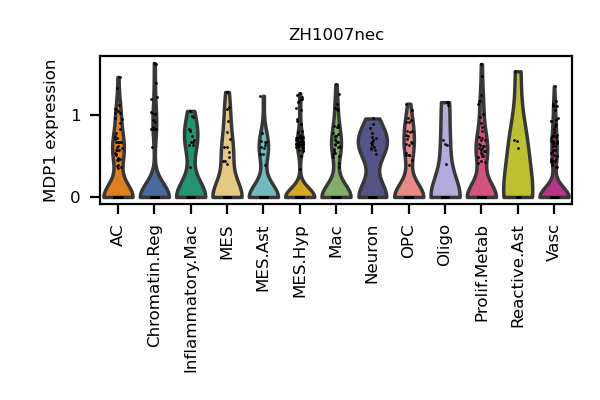 ZH1007nec
MDP1 expression
1
0
AC
Chromatin.Reg
Inflammatory.Mac
MES
MES.Ast
MES.Hyp
Mac
Neuron
OPC
Oligo
Prolif.Metab
Reactive.Ast
Vasc